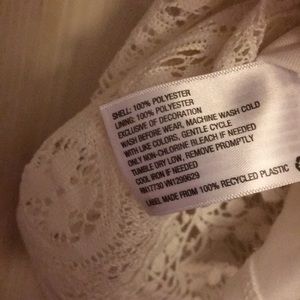 SHELL: 100% POLYESTER
LINING: 100% POLYESTER
EXCLUSIVE OF DECORATION
WASH BEFORE WEAR, MACHINE WASH COLD
WITH LIKE COLORS, GENTLE CYCLE
ONLY NON-CHLORINE BLEACH IF NEEDED
TUMBLE DRY LOW, REMOVE PROMPTLY
COOL IRON IF NEEDED
RN17730 VN1299629
LABEL MADE FROM 100% RECYCLED PLASTIC